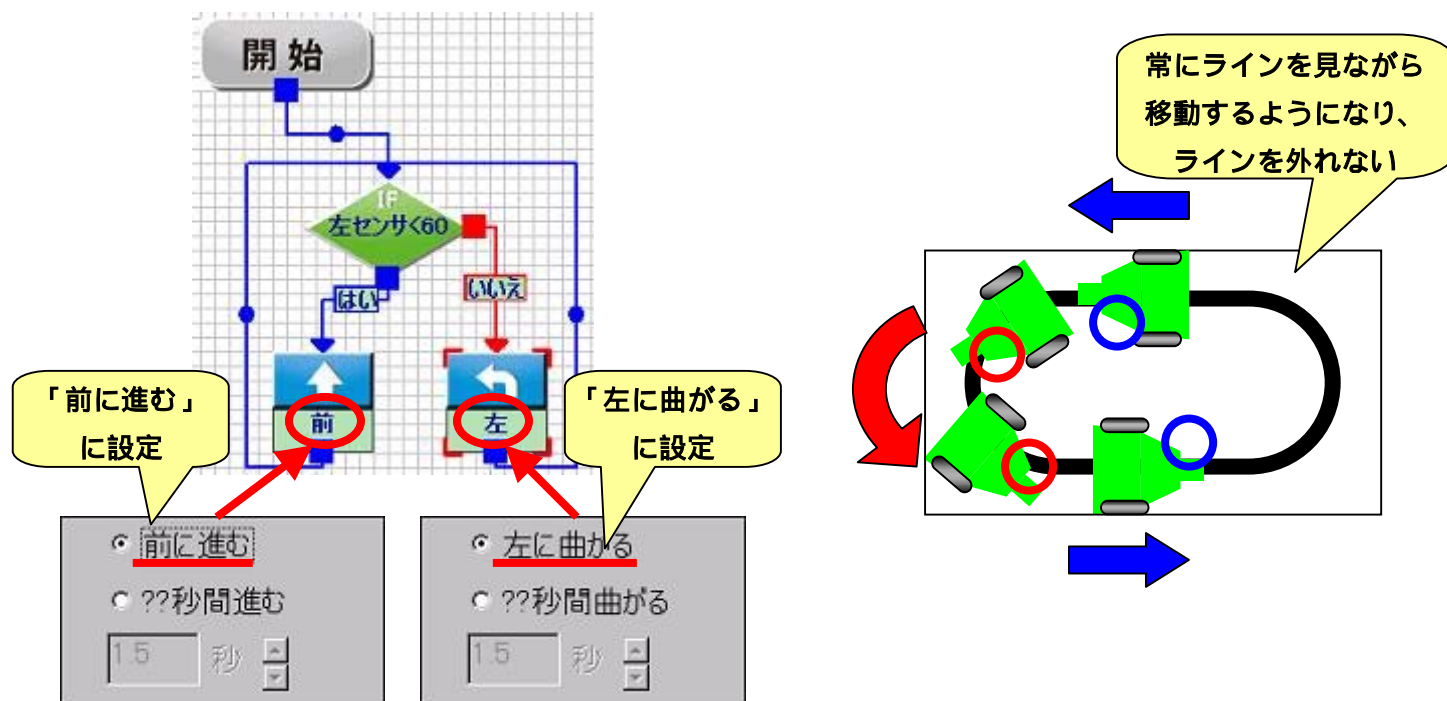 開始
IF
左センサ<60
はい
いいえ
前
左
「前に進む」
に設定
「左に曲がる」
に設定
前に進む
??秒間進む
1.5 秒
左に曲がる
??秒間曲がる
1.5 秒
常にラインを見ながら
移動するようになり、
ラインを外れない